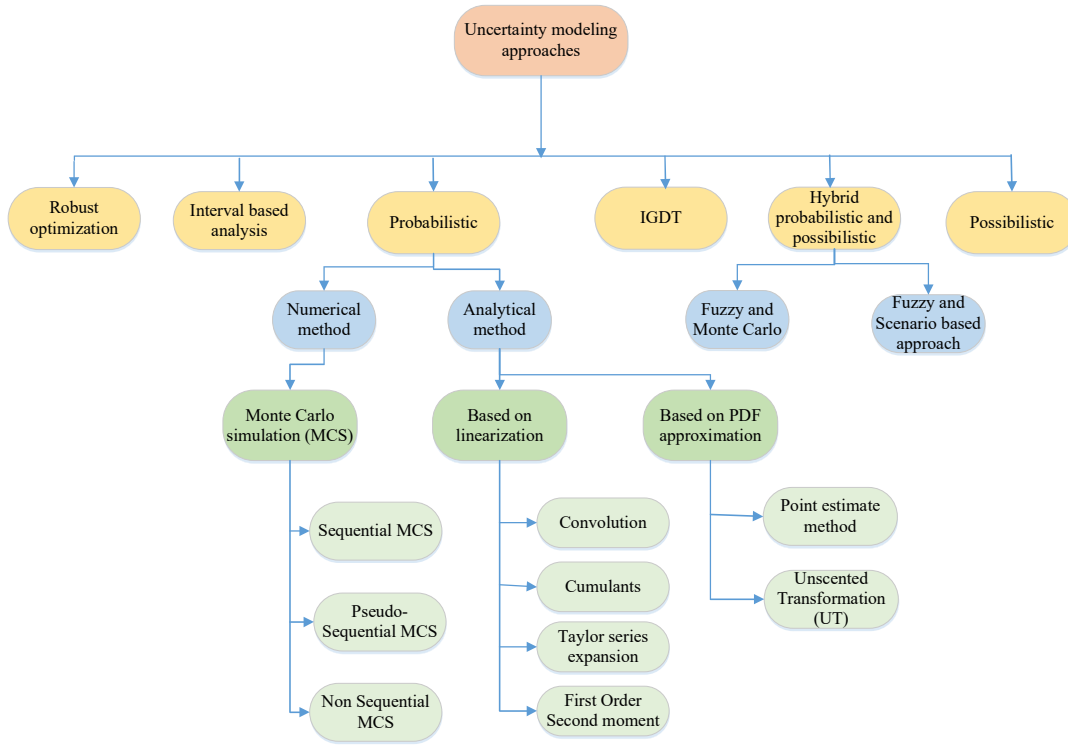 Uncertainty modeling
approaches
Robust
optimization
Interval based
analysis
Probabilistic
IGDT
Hybrid
probabilistic and
possibilistic
Possibilistic
Numerical
method
Analytical
method
Fuzzy and
Monte Carlo
Fuzzy and
Scenario based
approach
Monte Carlo
simulation (MCS)
Based on
linearization
Based on PDF
approximation
Sequential MCS
Pseudo-
Sequential MCS
Non Sequential
MCS
Convolution
Cumulants
Taylor series
expansion
First Order
Second moment
Point estimate
method
Unscented
Transformation
(UT)